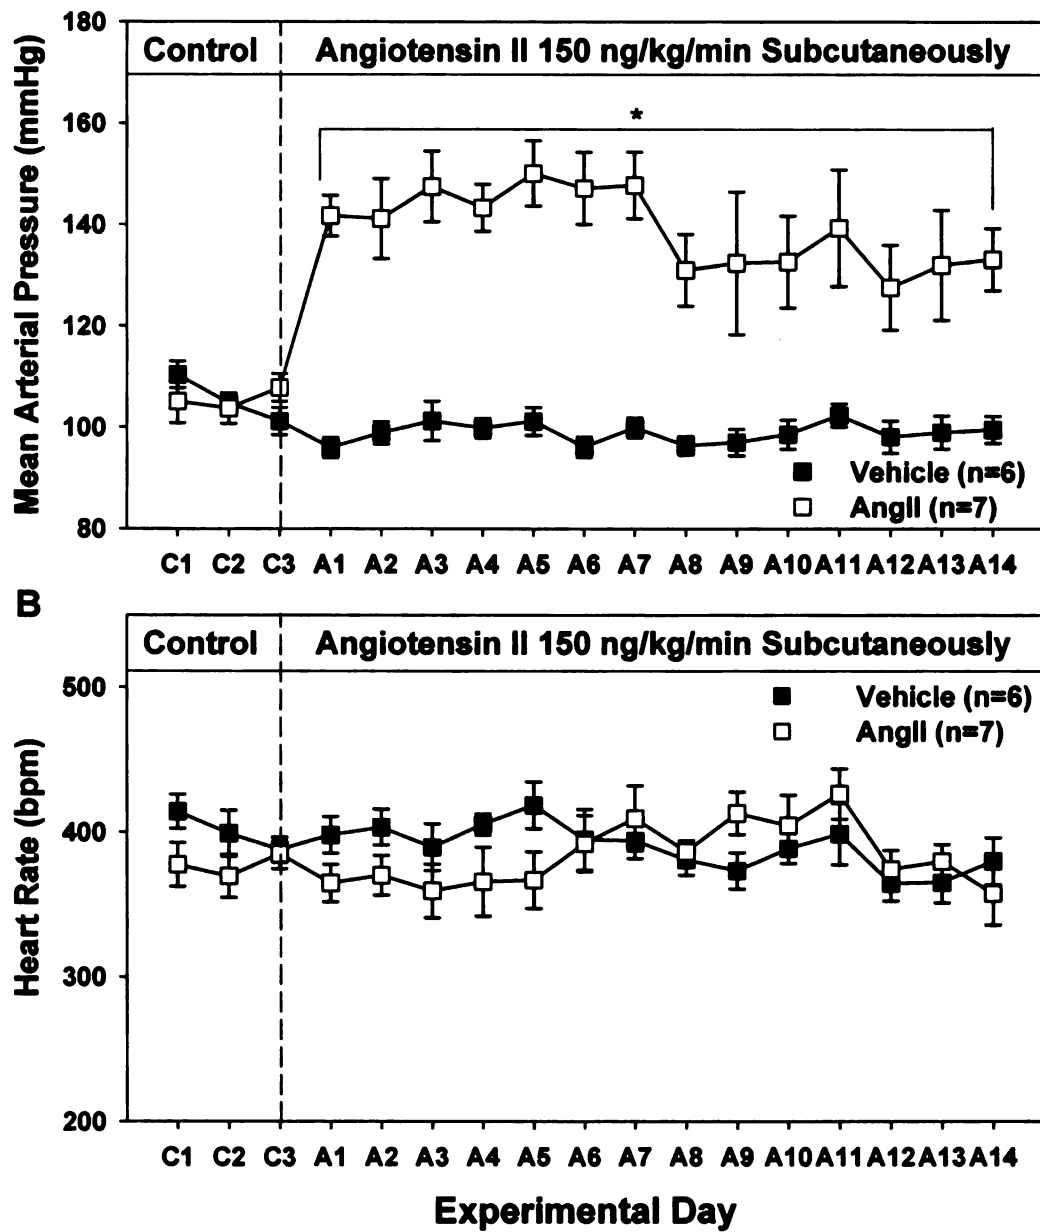 180
Control Angiotensin II 150 ng/kg/min Subcutaneously
160
*
140
120
100
80
Mean Arterial Pressure (mmHg)
Vehicle (n=6)
AngII (n=7)
C1 C2 C3 A1 A2 A3 A4 A5 A6 A7 A8 A9 A10 A11 A12 A13 A14
B
Control Angiotensin II 150 ng/kg/min Subcutaneously
500
Vehicle (n=6)
AngII (n=7)
400
300
200
Heart Rate (bpm)
C1 C2 C3 A1 A2 A3 A4 A5 A6 A7 A8 A9 A10 A11 A12 A13 A14
Experimental Day